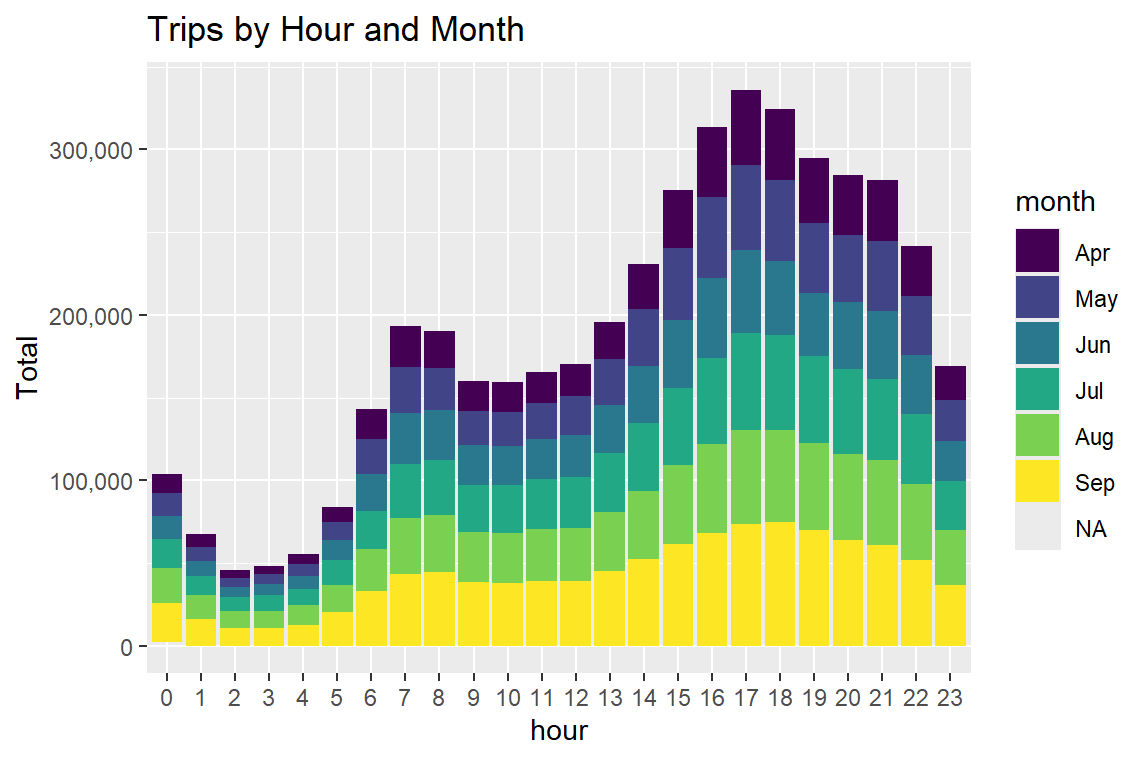 Trips by Hour and Month
Total
300,000
200,000
100,000
0
0 1 2 3 4 5 6 7 8 9 10 11 12 13 14 15 16 17 18 19 20 21 22 23
hour
month
Apr
May
Jun
Jul
Aug
Sep
NA